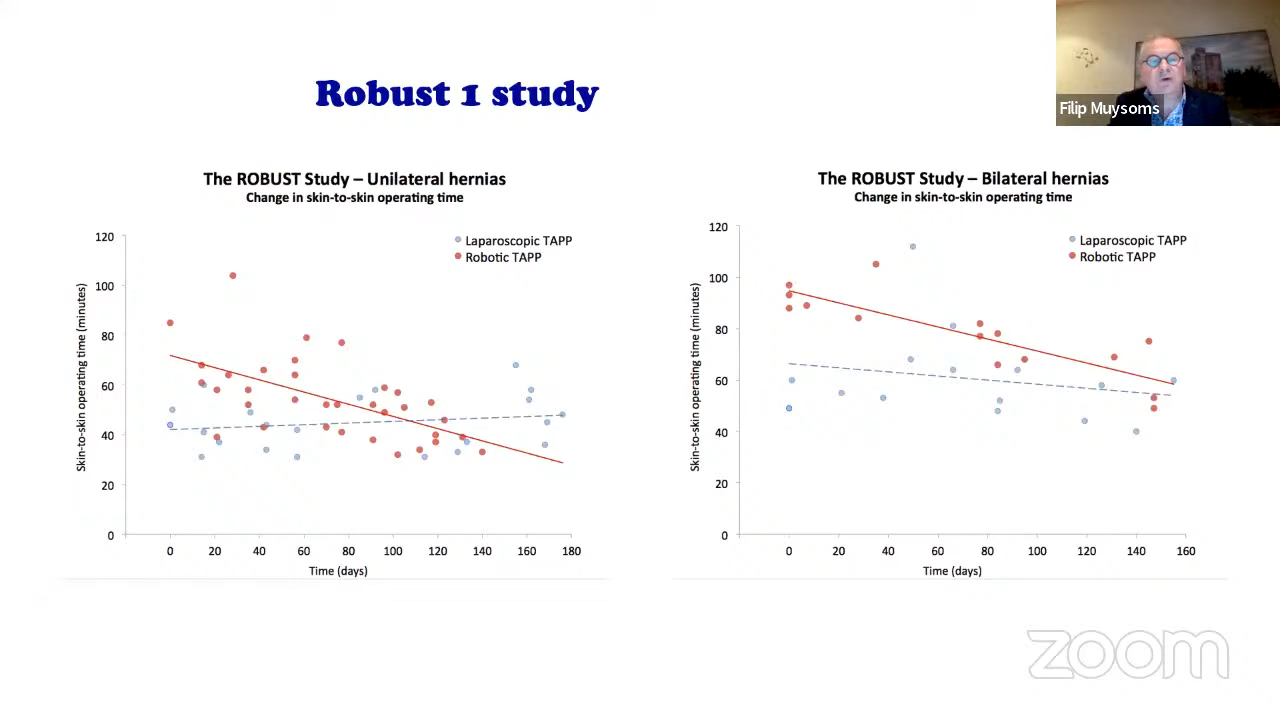 Robust 1 study
Filip Muysoms
The ROBUST Study – Unilateral hernias
Change in skin-to-skin operating time
Laparoscopic TAPP
Robotic TAPP
Skin-to-skin operating time (minutes)
120
100
80
60
40
20
0
0 20 40 60 80 100 120 140 160 180
Time (days)
The ROBUST Study – Bilateral hernias
Change in skin-to-skin operating time
Laparoscopic TAPP
Robotic TAPP
Skin-to-skin operating time (minutes)
120
100
80
60
40
20
0
0 20 40 60 80 100 120 140 160
Time (days)
zoom